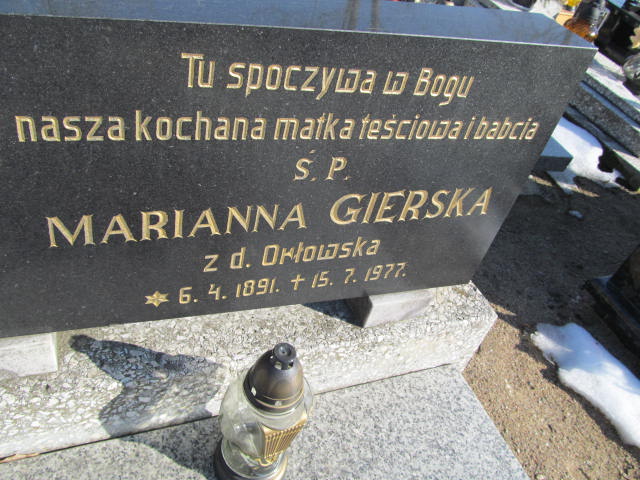 Tu spoczywa w Bogu
nasza kochana matka teściowa i babcia
Ś. P.
MARIANNA GIERSKA
z d. Orłowska
* 6. 4. 1891. + 15. 7. 1977.